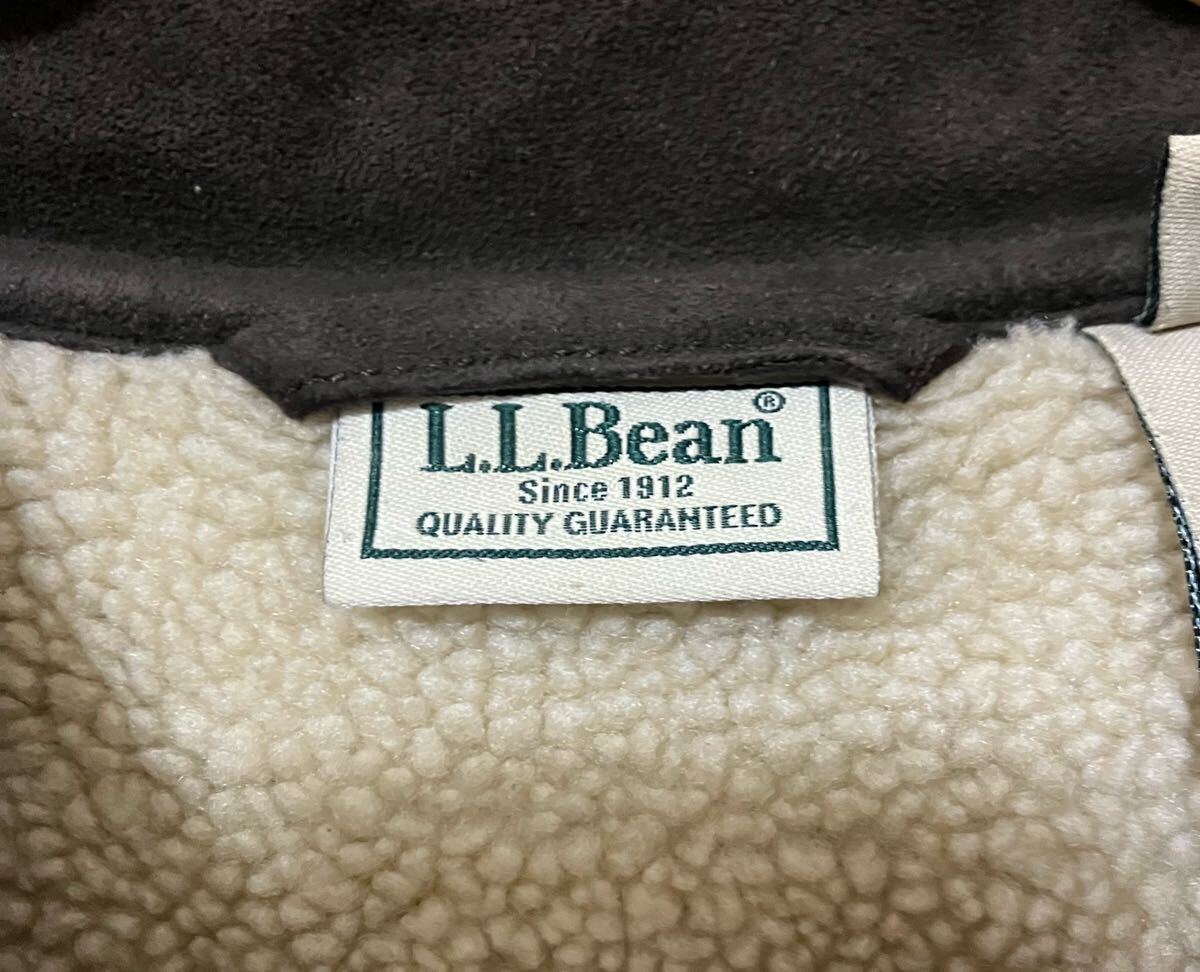 L.L.Bean®
Since 1912
QUALITY GUARANTEED